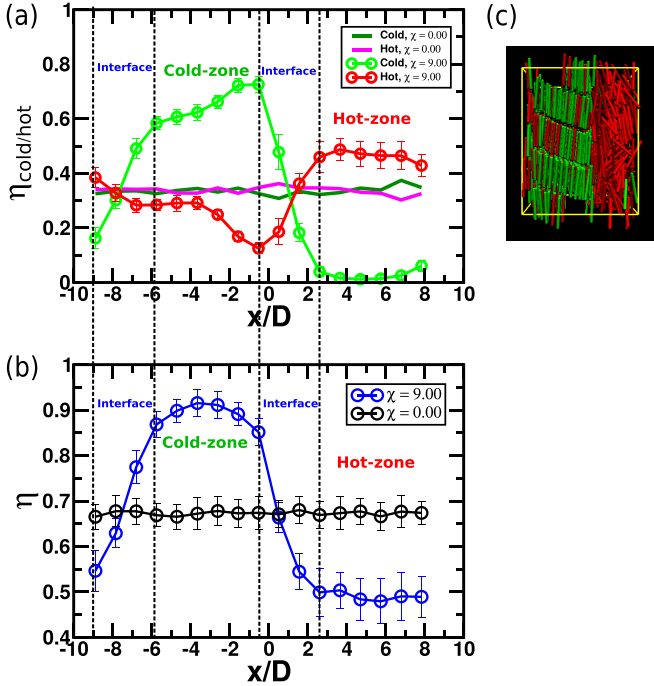 (a)
(c)
1
0.8
0.6
0.4
0.2
0
η cold/hot
Interface
Cold-zone
Interface
Hot-zone
Cold, χ = 0.00
Hot, χ = 0.00
Cold, χ = 9.00
Hot, χ = 9.00
-10 -8 -6 -4 -2 0 2 4 6 8 10
x/D
(b)
1
0.9
0.8
0.7
0.6
0.5
0.4
η
Interface
Cold-zone
Interface
Hot-zone
χ = 9.00
χ = 0.00
-10 -8 -6 -4 -2 0 2 4 6 8 10
x/D